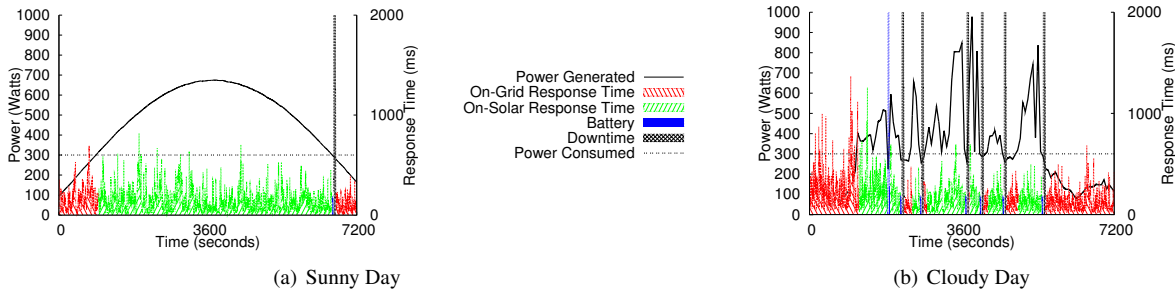 1000
900
800
700
600
500
400
300
200
100
0
Power (Watts)
2000
1000
0
Response Time (ms)
0
3600
7200
Time (seconds)
(a) Sunny Day
Power Generated
On-Grid Response Time
On-Solar Response Time
Battery
Downtime
Power Consumed
1000
900
800
700
600
500
400
300
200
100
0
Power (Watts)
2000
1000
0
Response Time (ms)
0
3600
7200
Time (seconds)
(b) Cloudy Day